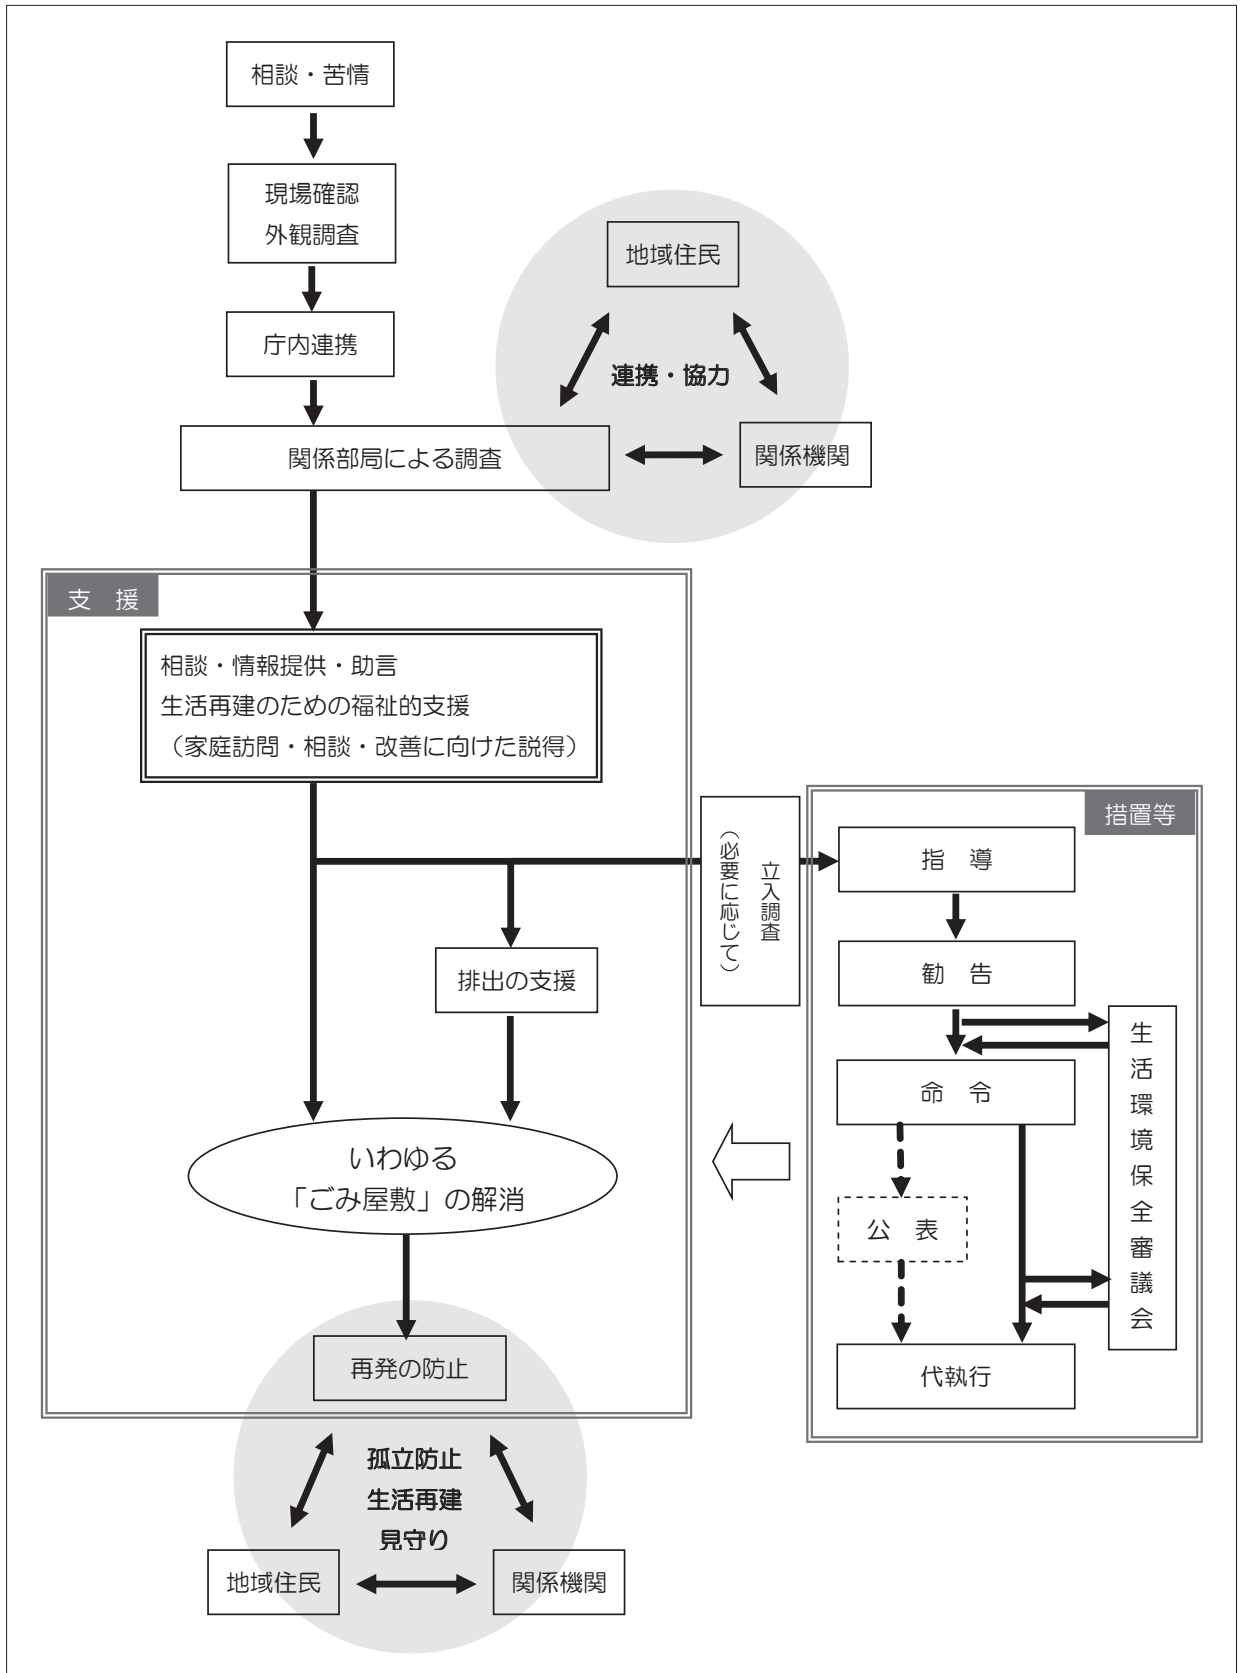 相談・苦情
現場確認
外観調査
庁内連携
関係部局による調査
地域住民
連携・協力
関係機関
支　援
相談・情報提供・助言
生活再建のための福祉的支援
（家庭訪問・相談・改善に向けた説得）
排出の支援
いわゆる
「ごみ屋敷」の解消
再発の防止
孤立防止
生活再建
見守り
地域住民
関係機関
立入調査
（必要に応じて）
措置等
指　導
勧　告
命　令
公　表
代執行
生活環境保全審議会